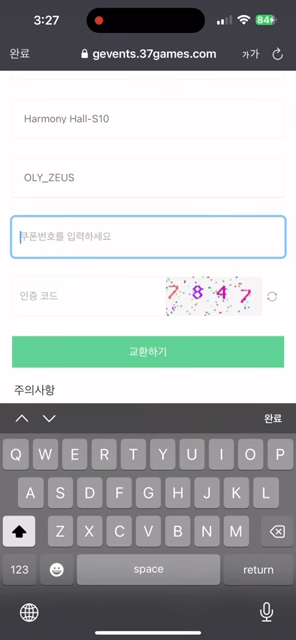 3:27
84
완료
gevents.37games.com
가가
Harmony Hall-S10
OLY_ZEUS
쿠폰번호를 입력하세요
인증 코드
7847
교환하기
주의사항
완료
Q W E R T Y U I O P
A S D F G H J K L
Z X C V B N M
123
space
return